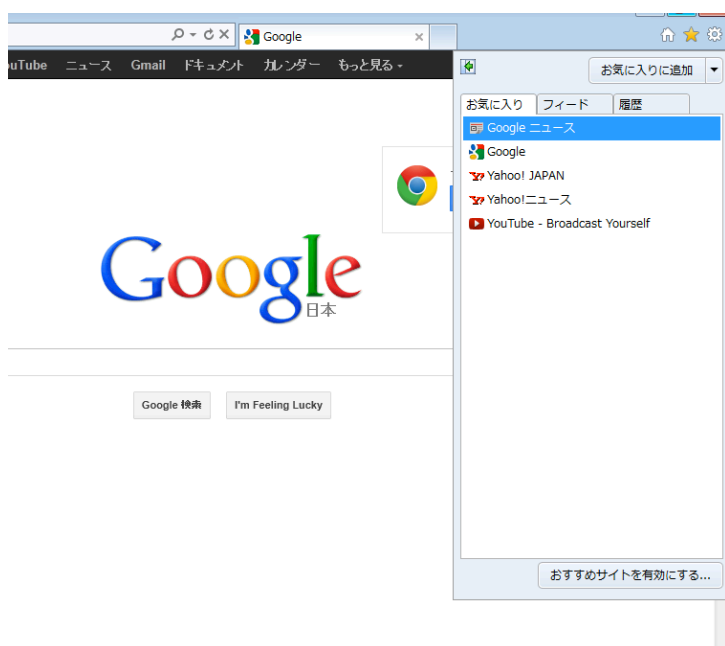 Google
uTube ニュース Gmail ドキュメント カレンダー もっと見る
お気に入りに追加
お気に入り フィード 履歴
Google ニュース
Google
Yahoo! JAPAN
Yahoo!ニュース
YouTube - Broadcast Yourself
Google
日本
Google 検索 I'm Feeling Lucky
おすすめサイトを有効にする...